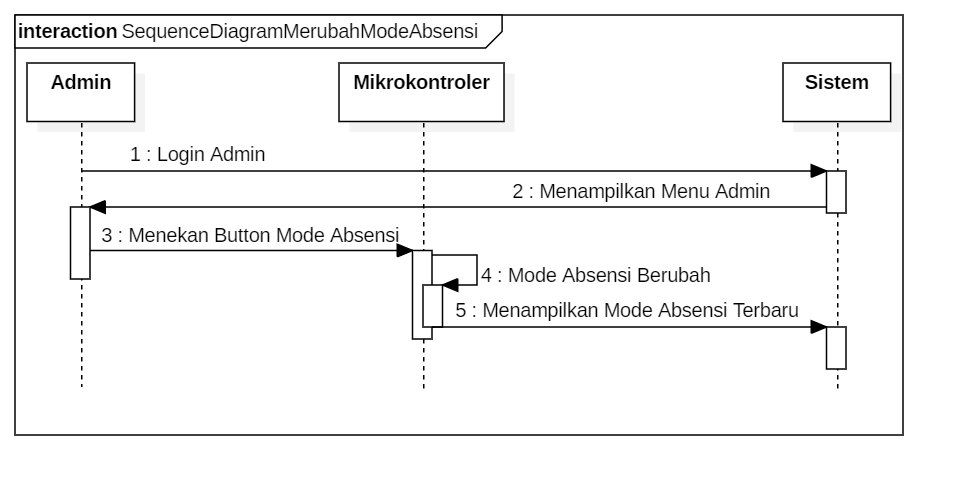 interaction SequenceDiagramMerubahModeAbsensi
Admin
Mikrokontroler
Sistem
1 : Login Admin
2 : Menampilkan Menu Admin
3 : Menekan Button Mode Absensi
4 : Mode Absensi Berubah
5 : Menampilkan Mode Absensi Terbaru